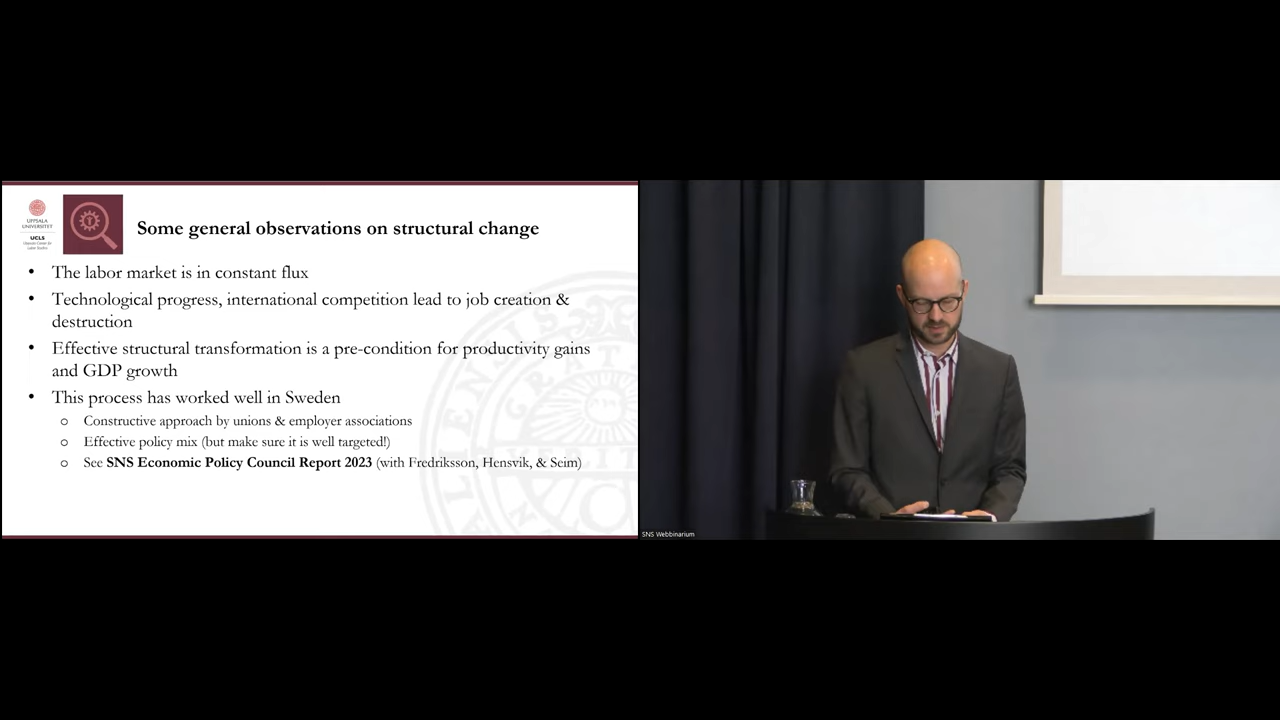 UPPSALA
UNIVERSITET
UCLS
Some general observations on structural change
• The labor market is in constant flux
• Technological progress, international competition lead to job creation &
destruction
• Effective structural transformation is a pre-condition for productivity gains
and GDP growth
• This process has worked well in Sweden
o Constructive approach by unions & employer associations
o Effective policy mix (but make sure it is well targeted!)
o See SNS Economic Policy Council Report 2023 (with Fredriksson, Hensvik, & Seim)
SNS Webbinarium